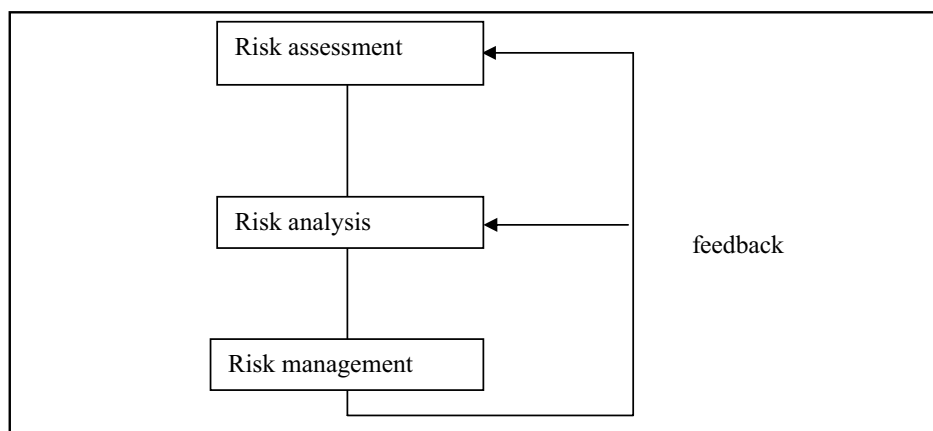 Risk assessment
Risk analysis
feedback
Risk management